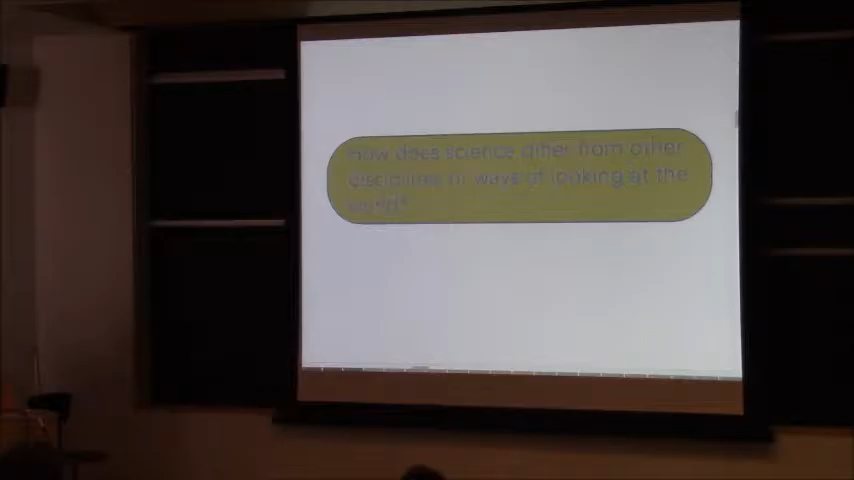 How does science differ from other
disciplines or ways of looking at the
world?